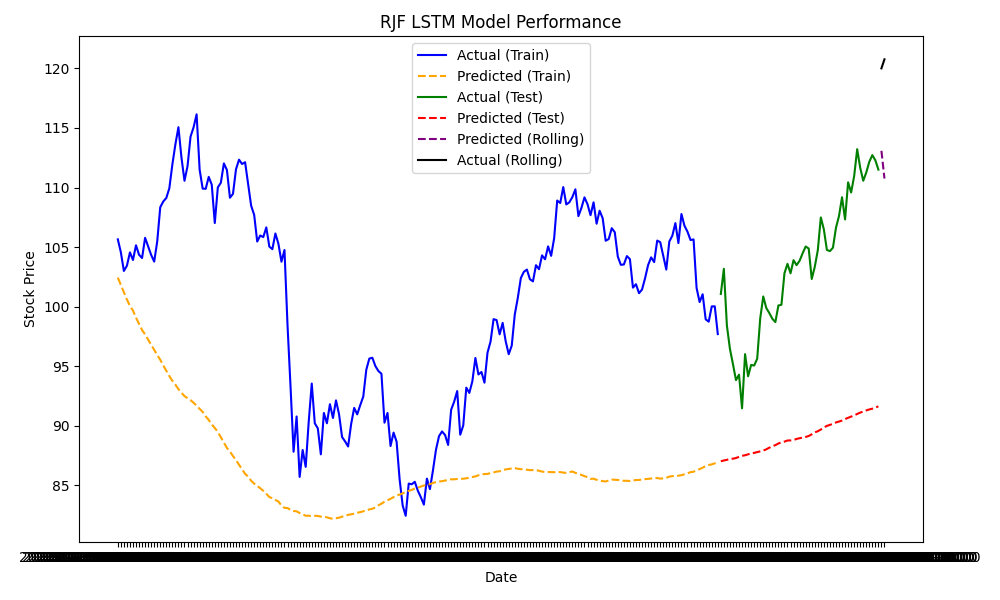 RJF LSTM Model Performance
Actual (Train)
Predicted (Train)
Actual (Test)
Predicted (Test)
Predicted (Rolling)
Actual (Rolling)
120
115
110
105
100
95
90
85
Stock Price
Date